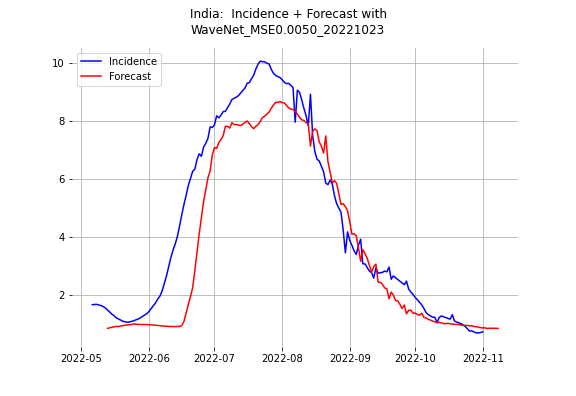 India:  Incidence + Forecast with
WaveNet_MSE0.0050_20221023
Incidence
Forecast
10
8
6
4
2
2022-05 2022-06 2022-07 2022-08 2022-09 2022-10 2022-11